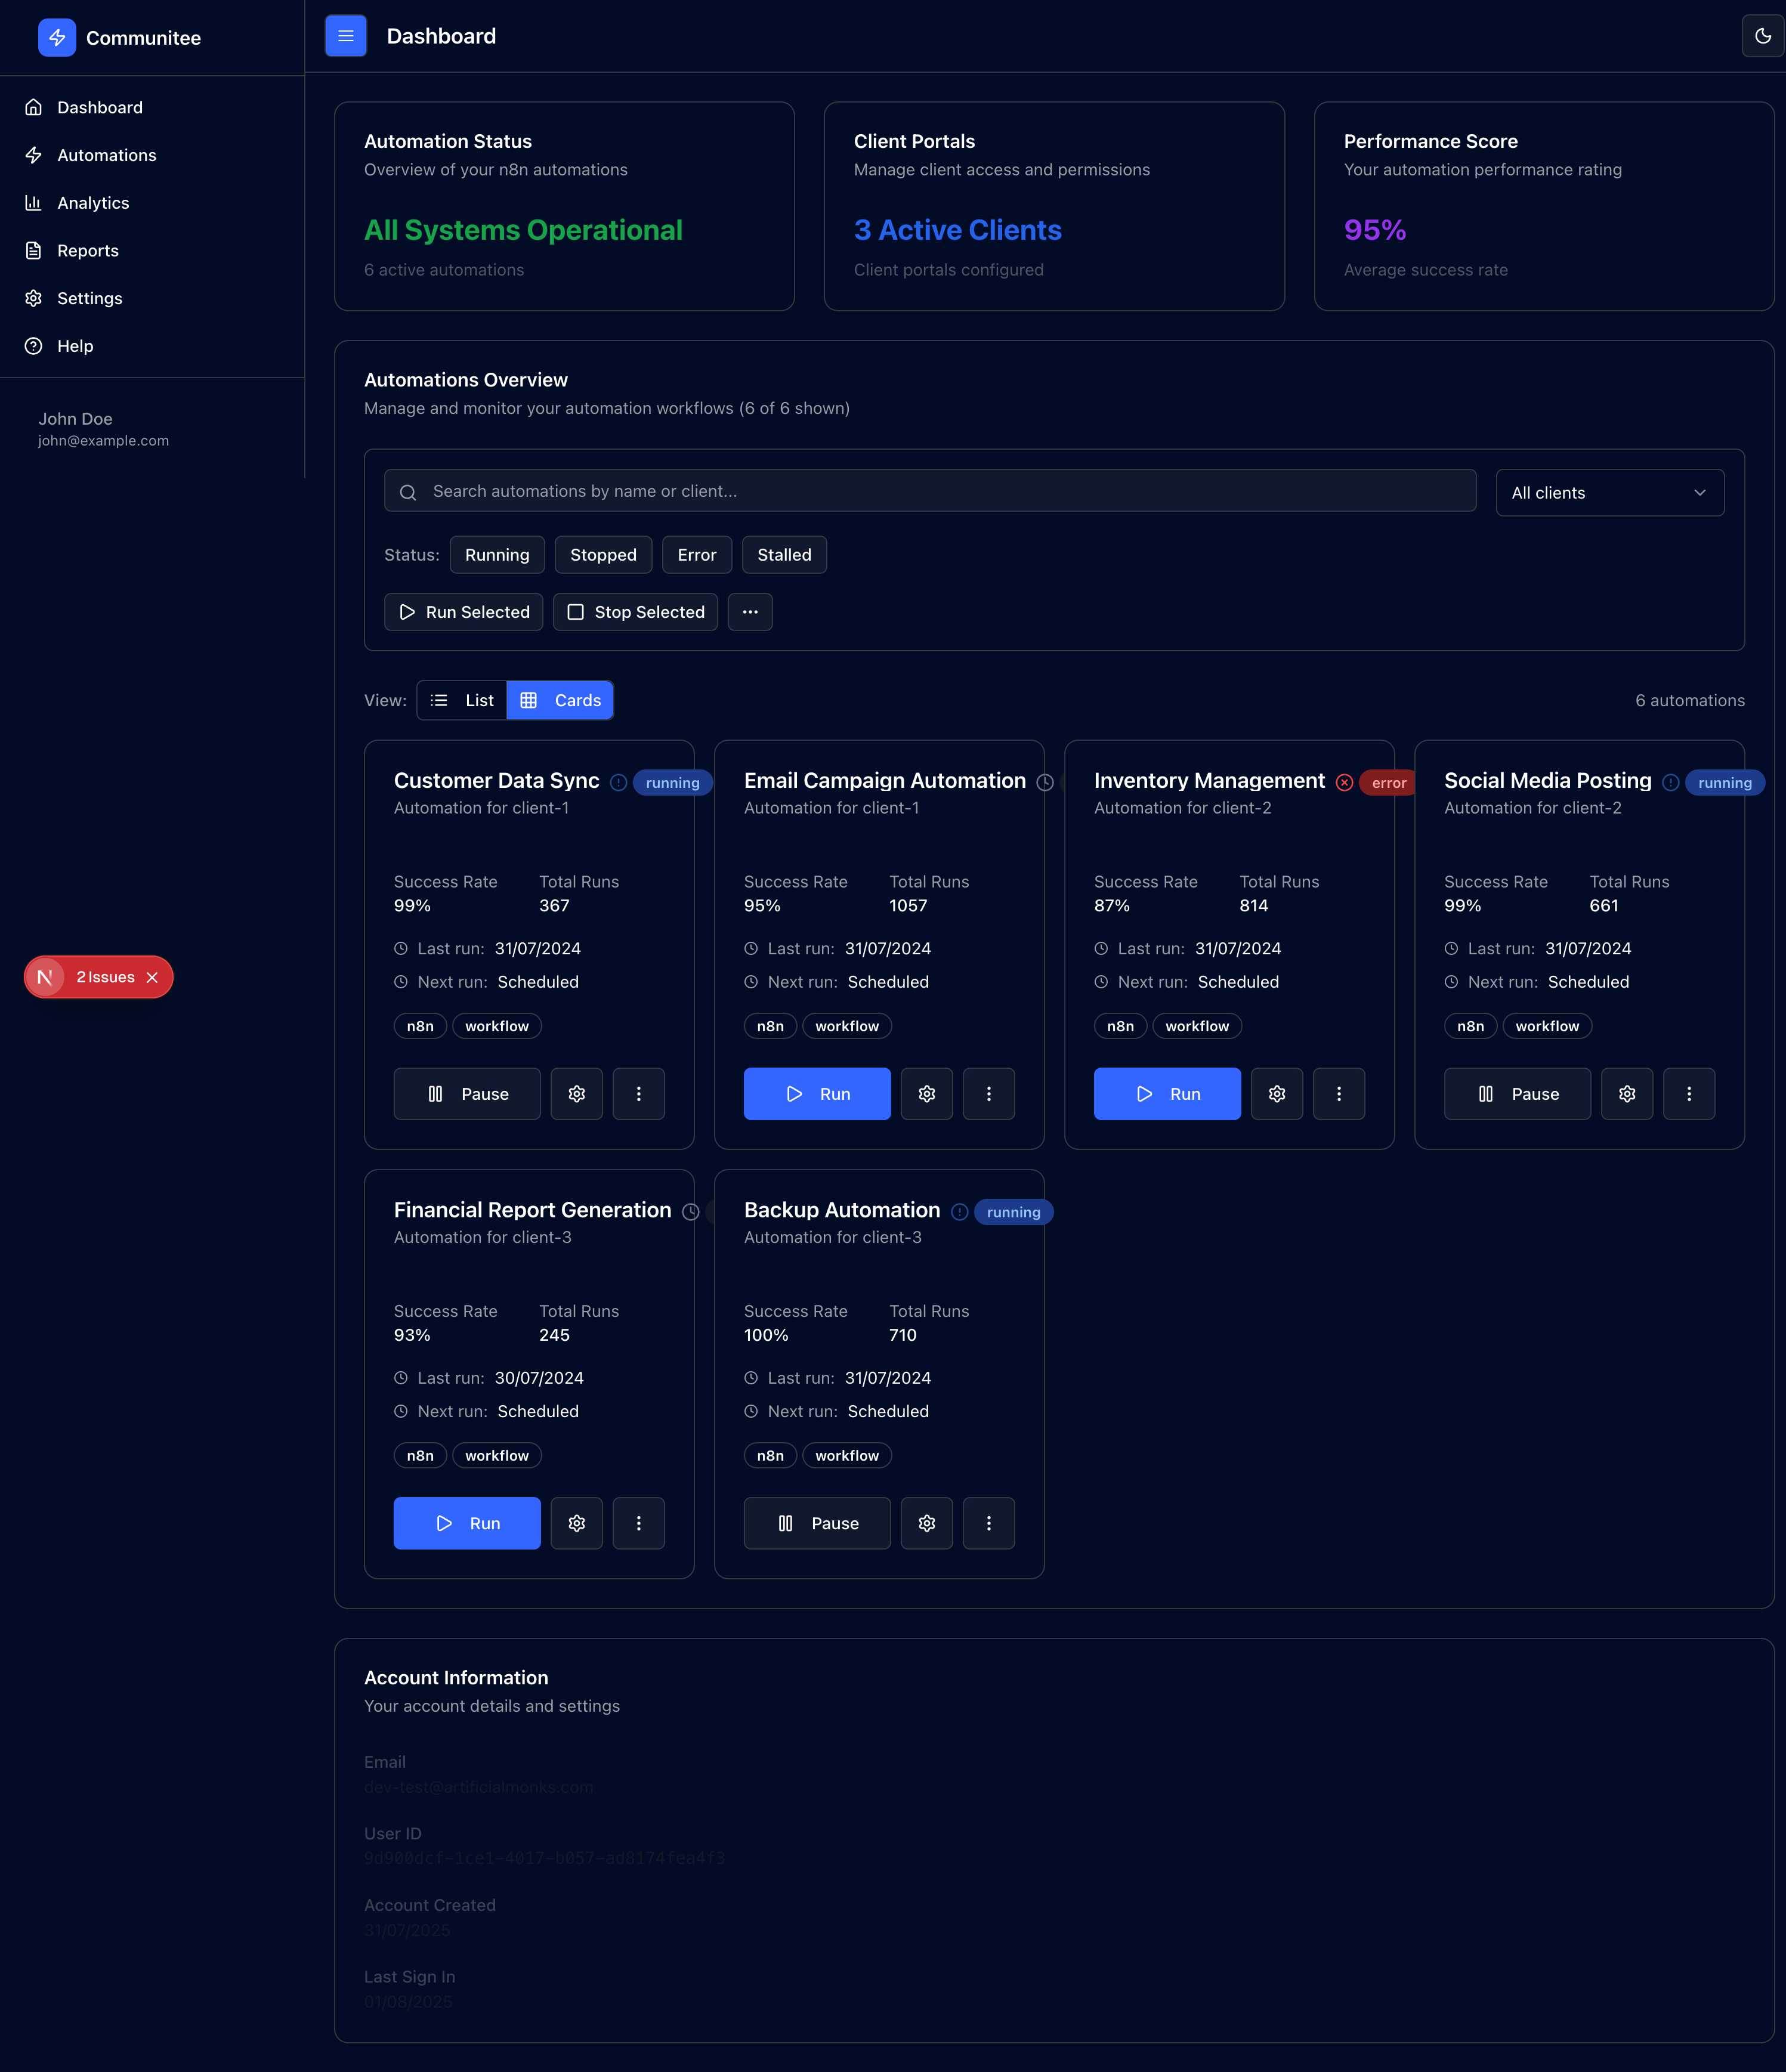 Communitee
Dashboard
Automations
Analytics
Reports
Settings
Help
John Doe
john@example.com
2 Issues
Dashboard
Automation Status
Overview of your n8n automations
All Systems Operational
6 active automations
Client Portals
Manage client access and permissions
3 Active Clients
Client portals configured
Performance Score
Your automation performance rating
95%
Average success rate
Automations Overview
Manage and monitor your automation workflows (6 of 6 shown)
Search automations by name or client...
All clients
Status: Running Stopped Error Stalled
Run Selected Stop Selected
View: List Cards
6 automations
Customer Data Sync running
Automation for client-1
Success Rate Total Runs
99% 367
Last run: 31/07/2024
Next run: Scheduled
n8n workflow
Pause
Email Campaign Automation
Automation for client-1
Success Rate Total Runs
95% 1057
Last run: 31/07/2024
Next run: Scheduled
n8n workflow
Run
Inventory Management error
Automation for client-2
Success Rate Total Runs
87% 814
Last run: 31/07/2024
Next run: Scheduled
n8n workflow
Run
Social Media Posting running
Automation for client-2
Success Rate Total Runs
99% 661
Last run: 31/07/2024
Next run: Scheduled
n8n workflow
Pause
Financial Report Generation
Automation for client-3
Success Rate Total Runs
93% 245
Last run: 30/07/2024
Next run: Scheduled
n8n workflow
Run
Backup Automation running
Automation for client-3
Success Rate Total Runs
100% 710
Last run: 31/07/2024
Next run: Scheduled
n8n workflow
Pause
Account Information
Your account details and settings
Email
dev-test@artificialmonks.com
User ID
9d900dcf-1ce1-4017-b057-ad8174fea4f3
Account Created
31/07/2025
Last Sign In
01/08/2025